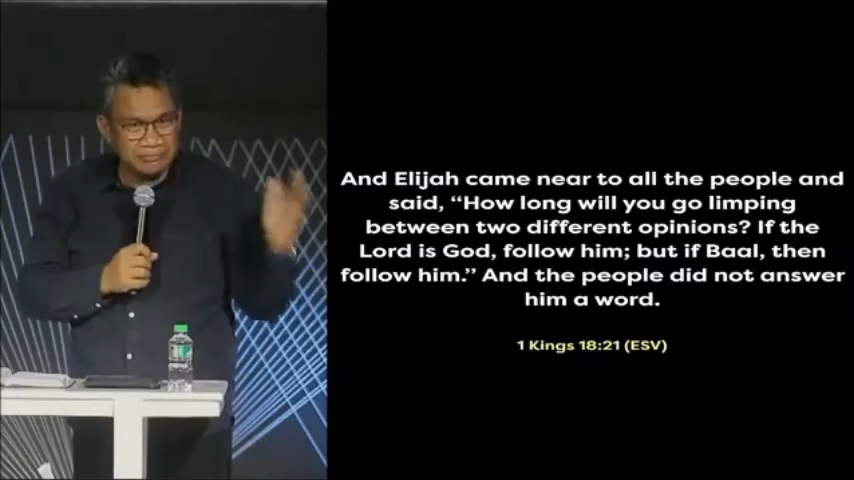 And Elijah came near to all the people and
said, “How long will you go limping
between two different opinions? If the
Lord is God, follow him; but if Baal, then
follow him.” And the people did not answer
him a word.
1 Kings 18:21 (ESV)